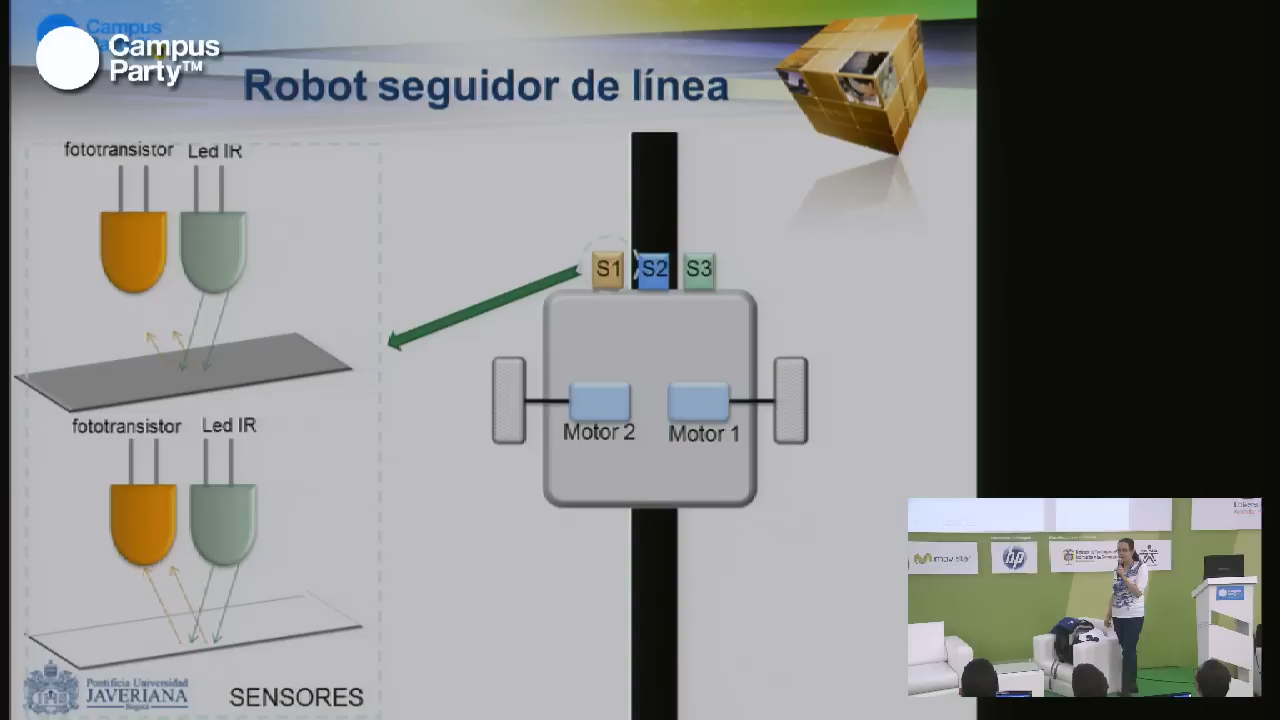 Campus
Party™
Robot seguidor de línea
fototransistor
Led IR
S1
S2
S3
Motor 2
Motor 1
fototransistor
Led IR
Pontificia Universidad
JAVERIANA
Bogotá
SENSORES
movistar
hp